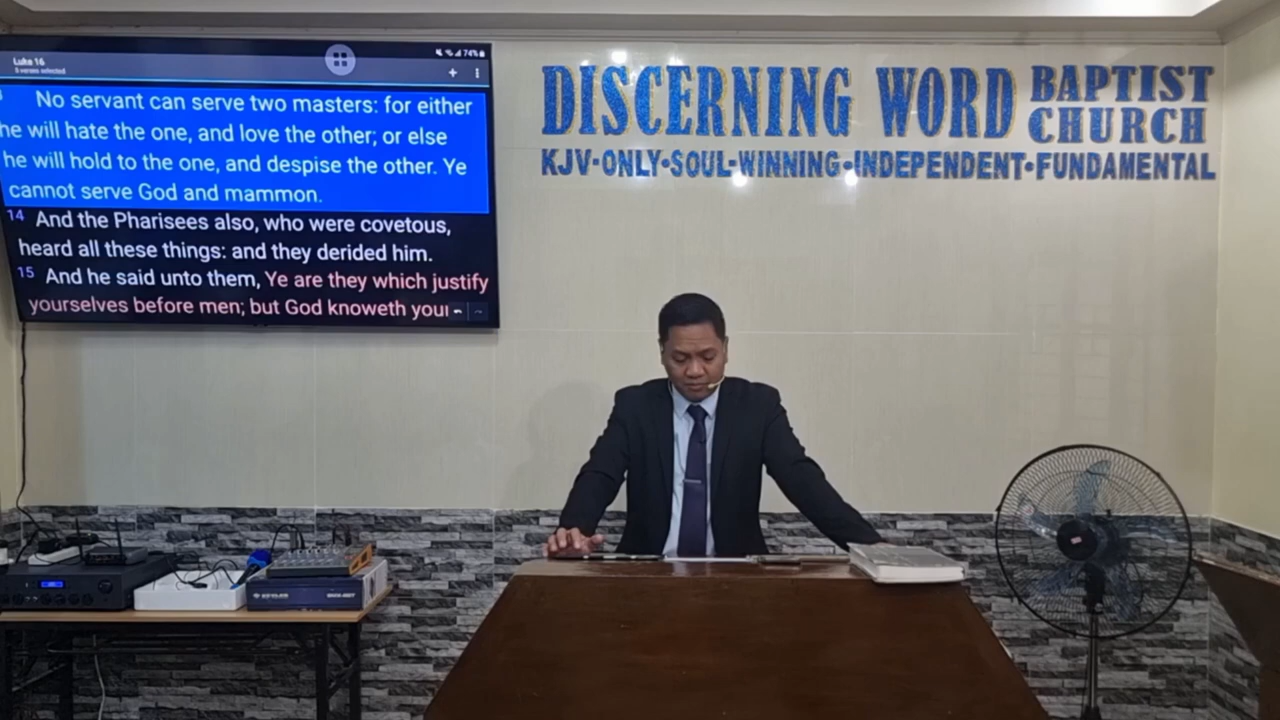 Luke 16
5 verses selected
74%
No servant can serve two masters: for either
he will hate the one, and love the other; or else
he will hold to the one, and despise the other. Ye
cannot serve God and mammon.
14 And the Pharisees also, who were covetous,
heard all these things: and they derided him.
15 And he said unto them, Ye are they which justify
yourselves before men; but God knoweth your
DISCERNING WORD BAPTIST
CHURCH
KJV-ONLY•SOUL-WINNING•INDEPENDENT•FUNDAMENTAL